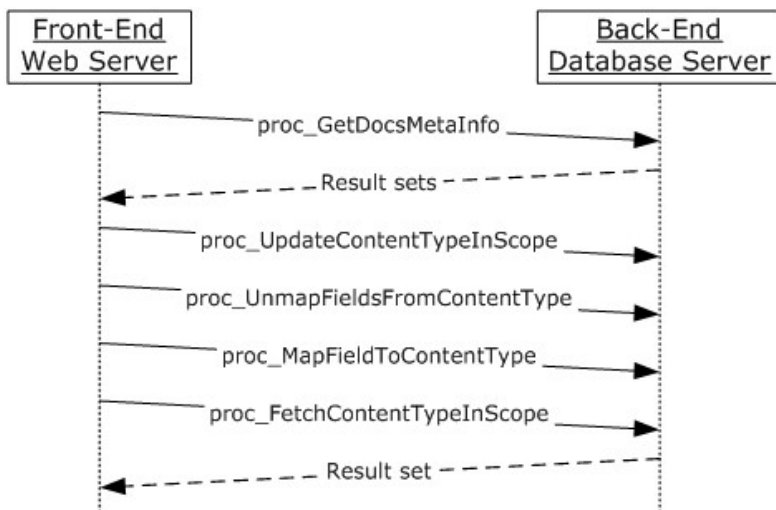 Front-End
Web Server
Back-End
Database Server
proc_GetDocsMetaInfo
Result sets
proc_UpdateContentTypeInScope
proc_UnmapFieldsFromContentType
proc_MapFieldToContentType
proc_FetchContentTypeInScope
Result set